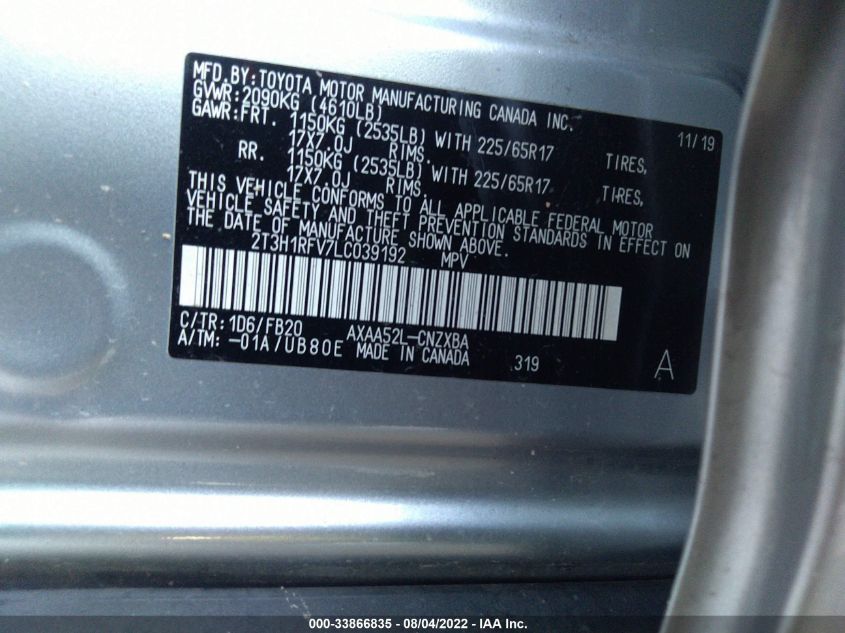 MFD.BY:TOYOTA MOTOR MANUFACTURING CANADA INC.
GVWR:2090KG (4610LB) 11/19
GAWR:FRT. 1150KG (2535LB) WITH 225/65R17 TIRES,
17X7.0J RIMS.
RR. 1150KG (2535LB) WITH 225/65R17 TIRES,
17X7.0J RIMS
THIS VEHICLE CONFORMS TO ALL APPLICABLE FEDERAL MOTOR
VEHICLE SAFETY AND THEFT PREVENTION STANDARDS IN EFFECT ON
THE DATE OF MANUFACTURE SHOWN ABOVE.
2T3H1RFV7LC039192 MPV
C/TR:1D6/FB20 AXAA52L-CNZXBA
A/TM:-01A/UB80E MADE IN CANADA 319 A
000-33866835 - 08/04/2022 - IAA Inc.